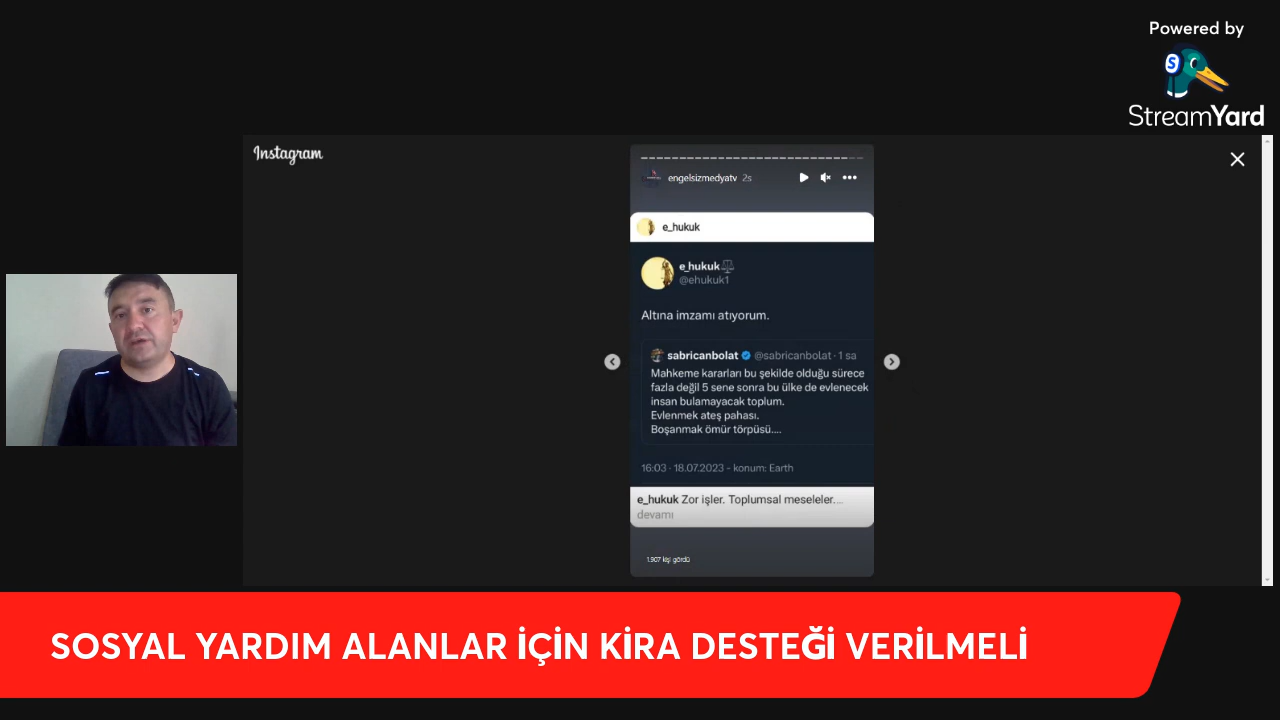 Powered by
StreamYard
Instagram
engelsizmedyatv 2s
e_hukuk
e_hukuk
@ehukuk1
Altına imzamı atıyorum.
sabricanbolat @sabricanbolat · 1 sa
Mahkeme kararları bu şekilde olduğu sürece
fazla değil 5 sene sonra bu ülke de evlenecek
insan bulamayacak toplum.
Evlenmek ateş pahası.
Boşanmak ömür törpüsü....
16:03 · 18.07.2023 - konum: Earth
e_hukuk Zor işler. Toplumsal meseleler....
devamı
1.907 kişi gördü
SOSYAL YARDIM ALANLAR İÇİN KİRA DESTEĞİ VERİLMELİ